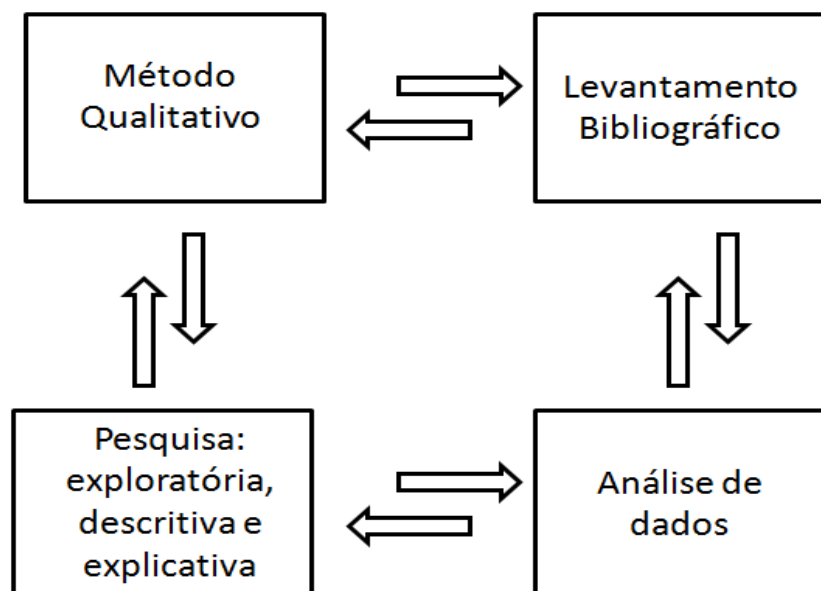 Método
Qualitativo
Levantamento
Bibliográfico
Pesquisa:
exploratória,
descritiva e
explicativa
Análise de
dados